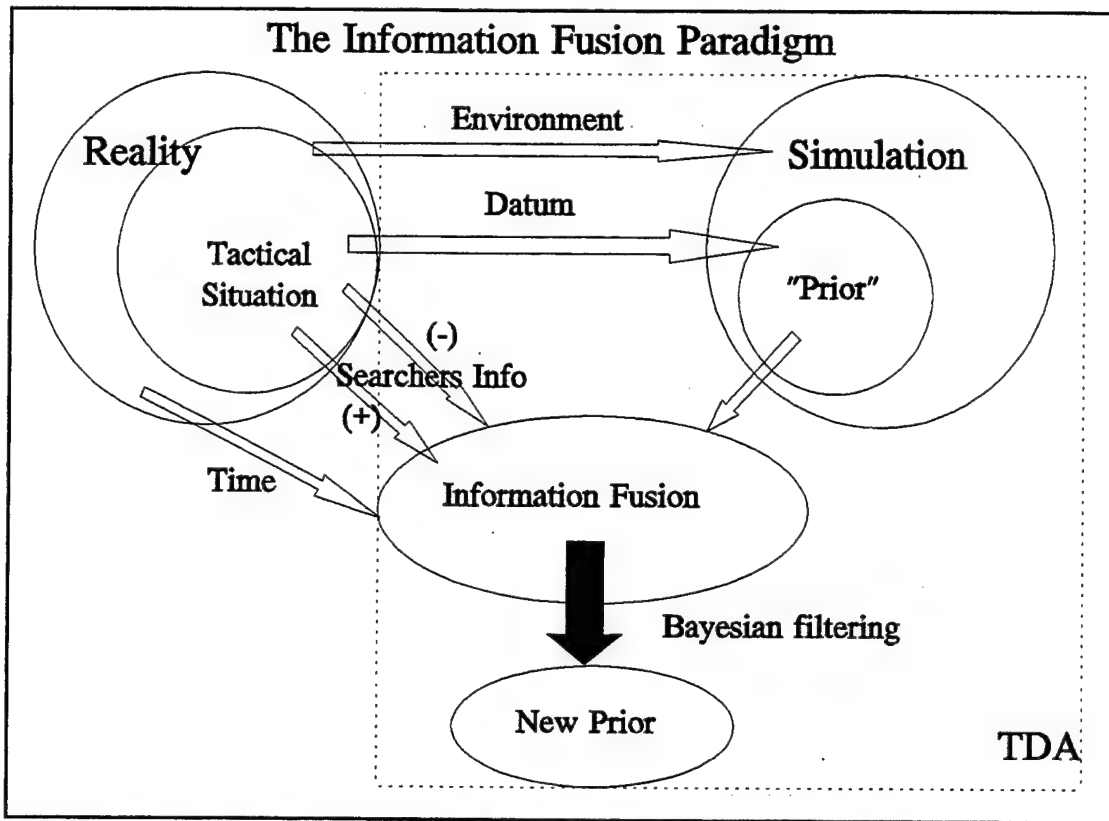 The Information Fusion Paradigm
Environment
Reality
Simulation
Datum
Tactical
Situation
"Prior"
(-)
Searchers Info
(+)
Time
Information Fusion
Bayesian filtering
New Prior
TDA